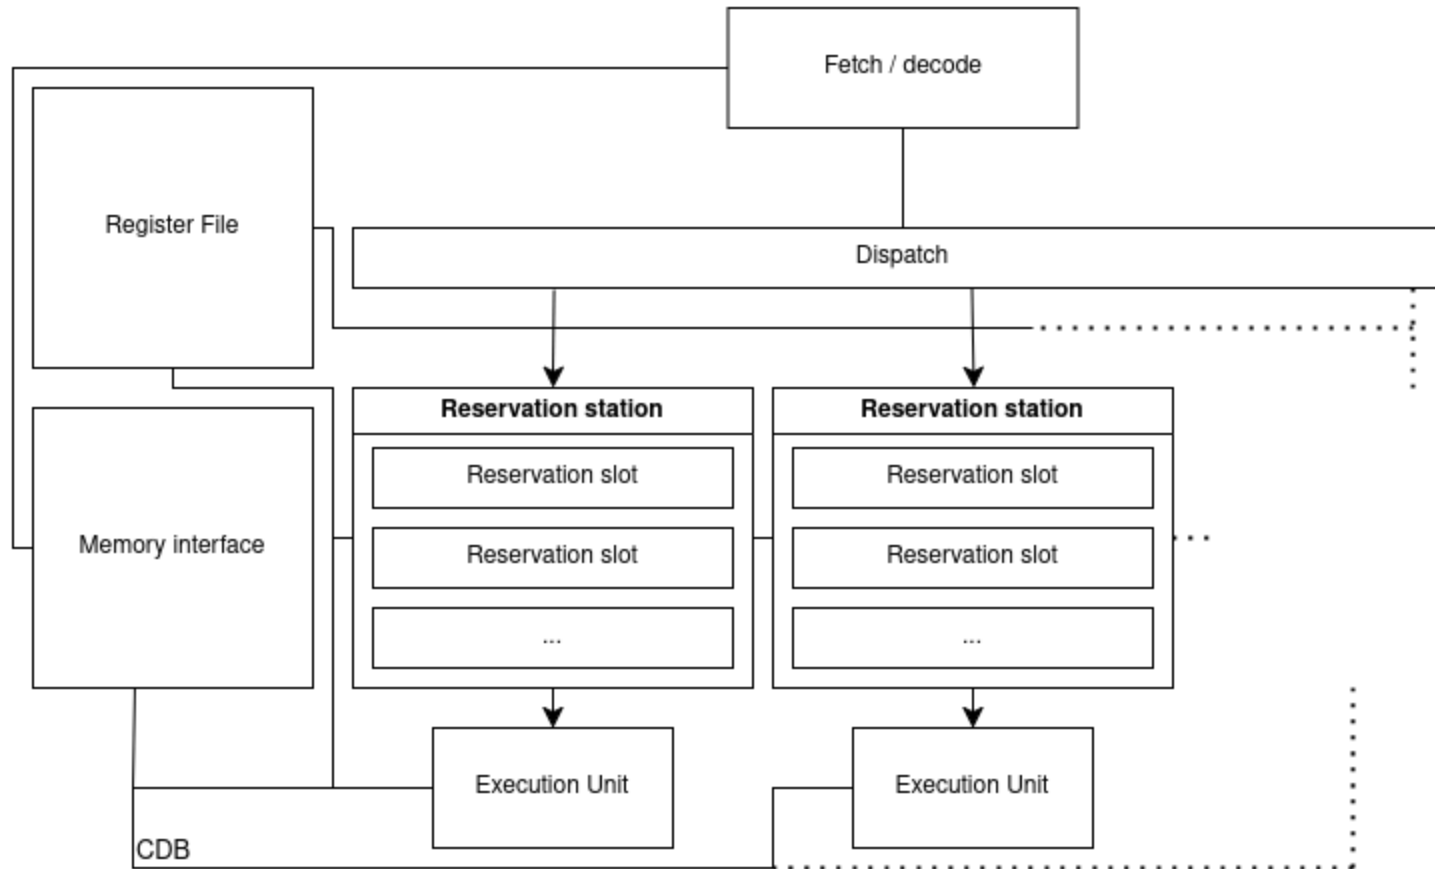 Fetch / decode
Register File
Dispatch
Reservation station
Reservation station
Reservation slot
Reservation slot
Memory interface
Reservation slot
Reservation slot
...
...
Execution Unit
Execution Unit
CDB